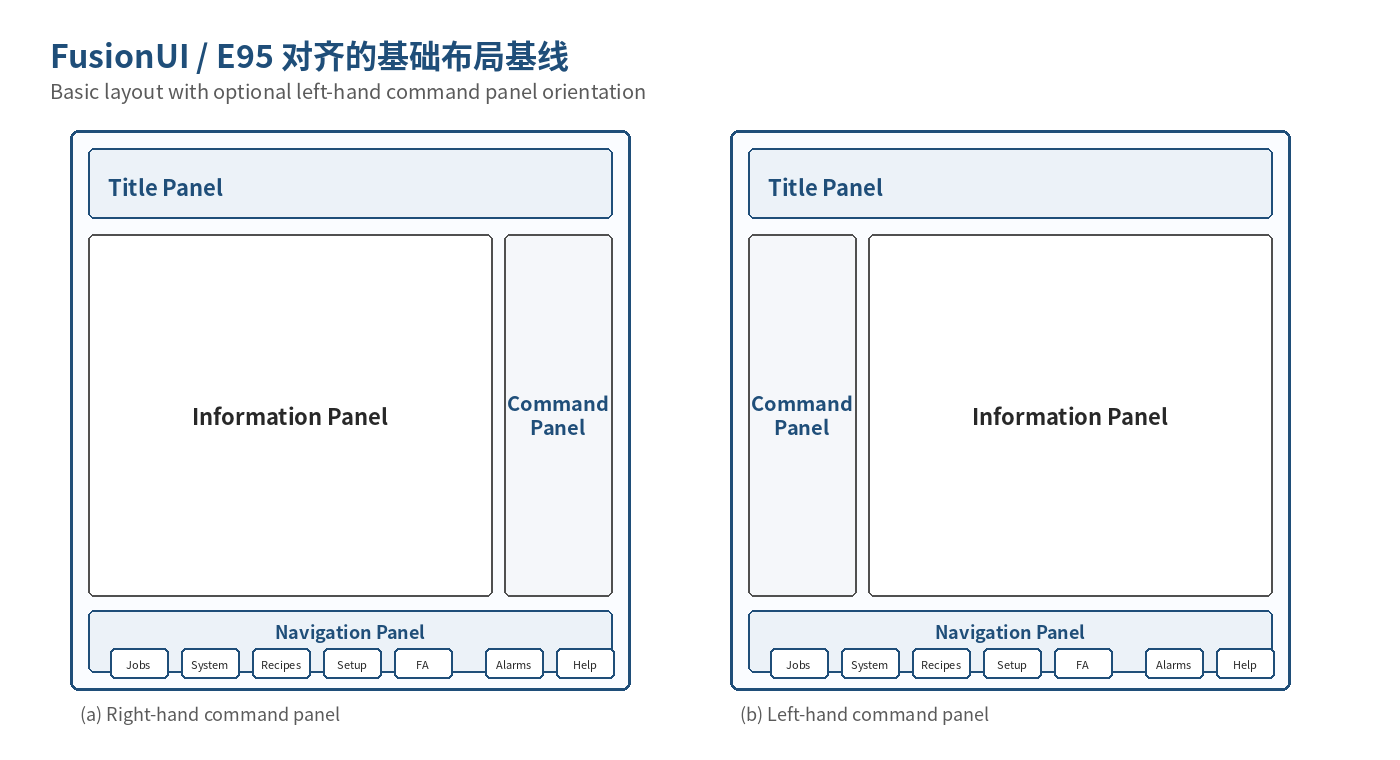 FusionUI / E95 对齐的基础布局基线
Basic layout with optional left-hand command panel orientation
Title Panel
Information Panel
Command
Panel
Navigation Panel
Jobs
System
Recipes
Setup
FA
Alarms
Help
(a) Right-hand command panel
Title Panel
Command
Panel
Information Panel
Navigation Panel
Jobs
System
Recipes
Setup
FA
Alarms
Help
(b) Left-hand command panel